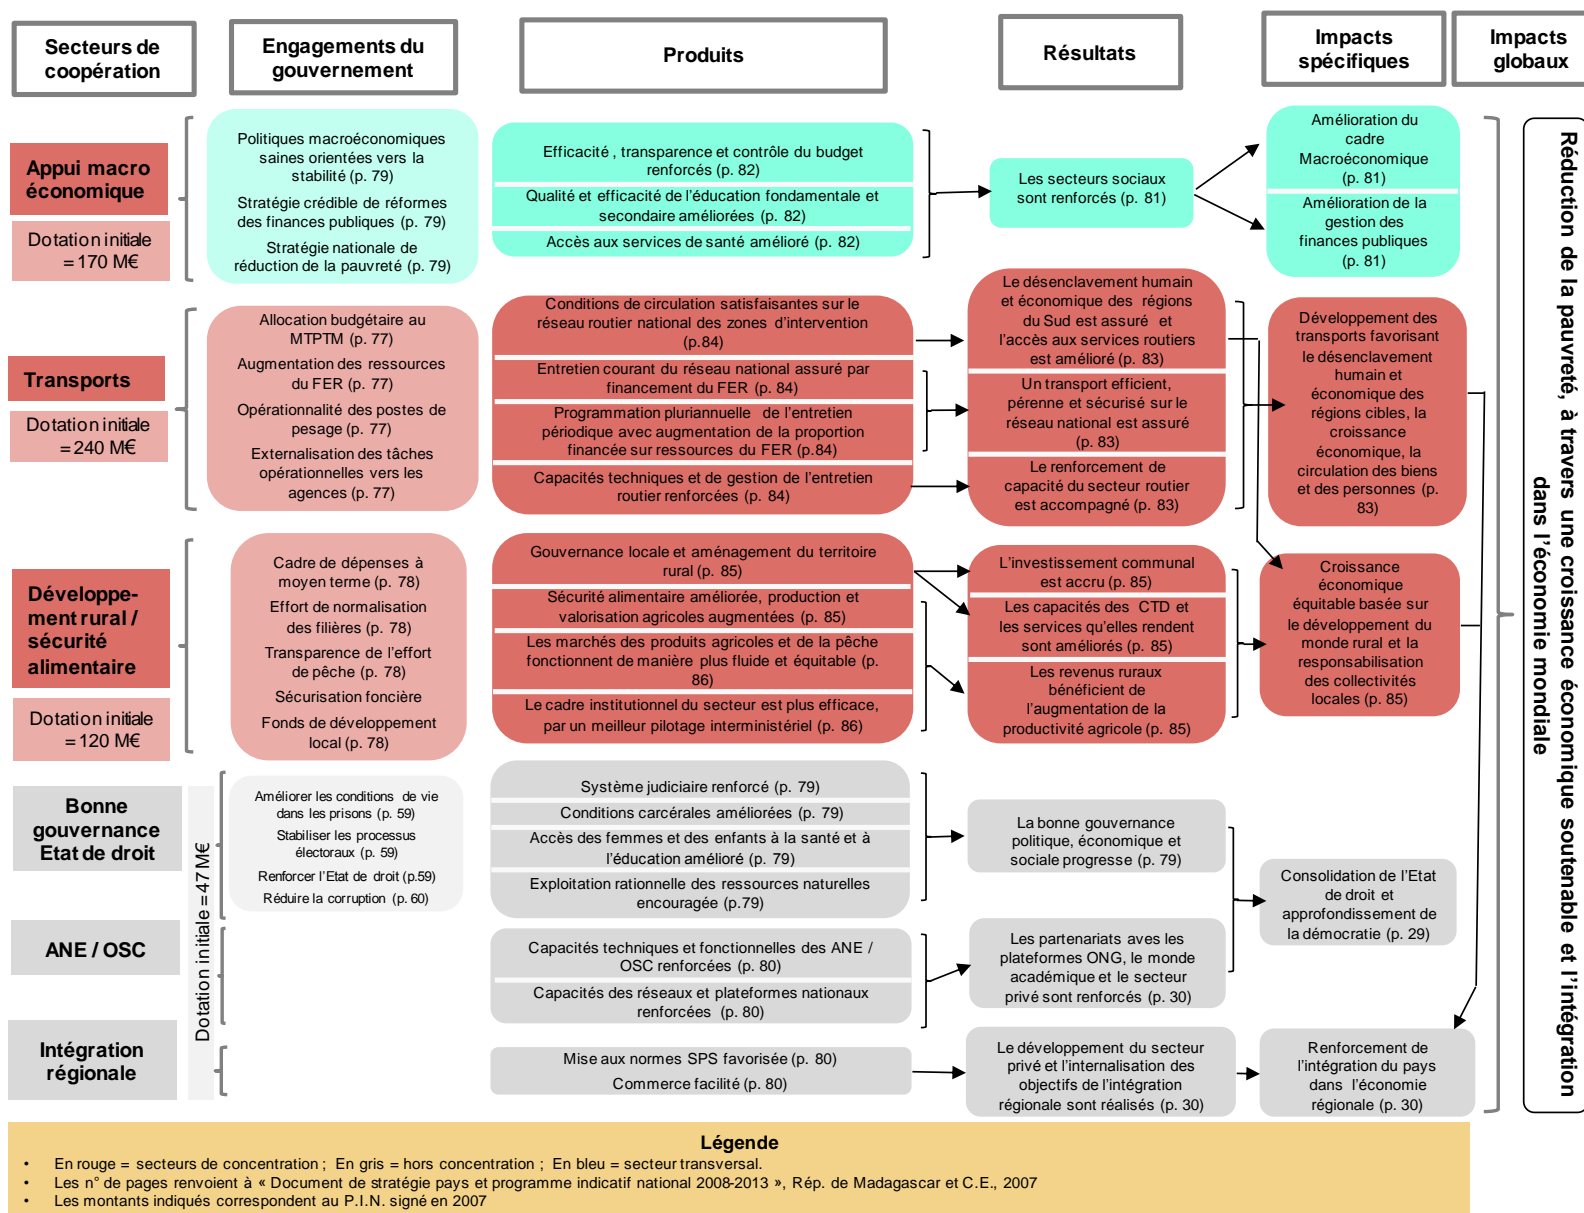 Secteurs de
coopération
Engagements du
gouvernement
Produits
Résultats
Impacts
spécifiques
Impacts
globaux
Appui macro
économique
Dotation initiale
= 170 M€
Politiques macroéconomiques
saines orientées vers la
stabilité (p. 79)
Stratégie crédible de réformes
des finances publiques (p. 79)
Stratégie nationale de
réduction de la pauvreté (p. 79)
Efficacité , transparence et contrôle du budget
renforcés (p. 82)
Qualité et efficacité de l'éducation fondamentale et
secondaire améliorées (p. 82)
Accès aux services de santé amélioré (p. 82)
Les secteurs sociaux
sont renforcés (p. 81)
Amélioration du
cadre
Macroéconomique
(p. 81)
Amélioration de la
gestion des
finances publiques
(p. 81)
Transports
Dotation initiale
= 240 M€
Allocation budgétaire au
MTPTM (p. 77)
Augmentation des ressources
du FER (p. 77)
Opérationnalité des postes de
pesage (p. 77)
Externalisation des tâches
opérationnelles vers les
agences (p. 77)
Conditions de circulation satisfaisantes sur le
réseau routier national des zones d'intervention
(p.84)
Entretien courant du réseau national assuré par
financement du FER (p. 84)
Programmation pluriannuelle de l'entretien
périodique avec augmentation de la proportion
financée sur ressources du FER (p.84)
Capacités techniques et de gestion de l'entretien
routier renforcées (p. 84)
Le désenclavement humain
et économique des régions
du Sud est assuré et
l'accès aux services routiers
est amélioré (p. 83)
Un transport efficient,
pérenne et sécurisé sur le
réseau national est assuré
(p. 83)
Le renforcement de
capacité du secteur routier
est accompagné (p. 83)
Développement des
transports favorisant
le désenclavement
humain et
économique des
régions cibles, la
croissance
économique, la
circulation des biens
et des personnes (p.
83)
Développe-
ment rural /
sécurité
alimentaire
Dotation initiale
= 120 M€
Cadre de dépenses à
moyen terme (p. 78)
Effort de normalisation
des filières (p. 78)
Transparence de l'effort
de pêche (p. 78)
Sécurisation foncière
Fonds de développement
local (p. 78)
Gouvernance locale et aménagement du territoire
rural (p. 85)
Sécurité alimentaire améliorée, production et
valorisation agricoles augmentées (p. 85)
Les marchés des produits agricoles et de la pêche
fonctionnent de manière plus fluide et équitable (p.
86)
Le cadre institutionnel du secteur est plus efficace,
par un meilleur pilotage interministériel (p. 86)
L'investissement communal
est accru (p. 85)
Les capacités des CTD et
les services qu'elles rendent
sont améliorés (p. 85)
Les revenus ruraux
bénéficient de
l'augmentation de la
productivité agricole (p. 85)
Croissance
économique
équitable basée sur
le développement du
monde rural et la
responsabilisation
des collectivités
locales (p. 85)
Bonne
gouvernance
Etat de droit
ANE / OSC
Intégration
régionale
Dotation initiale = 47 M€
Améliorer les conditions de vie
dans les prisons (p. 59)
Stabiliser les processus
électoraux (p. 59)
Renforcer l'Etat de droit (p.59)
Réduire la corruption (p. 60)
Système judiciaire renforcé (p. 79)
Conditions carcérales améliorées (p. 79)
Accès des femmes et des enfants à la santé et à
l'éducation amélioré (p. 79)
Exploitation rationnelle des ressources naturelles
encouragée (p.79)
La bonne gouvernance
politique, économique et
sociale progresse (p. 79)
Capacités techniques et fonctionnelles des ANE /
OSC renforcées (p. 80)
Capacités des réseaux et plateformes nationaux
renforcées (p. 80)
Les partenariats aves les
plateformes ONG, le monde
académique et le secteur
privé sont renforcés (p. 30)
Consolidation de l'Etat
de droit et
approfondissement de
la démocratie (p. 29)
Mise aux normes SPS favorisée (p. 80)
Commerce facilité (p. 80)
Le développement du secteur
privé et l'internalisation des
objectifs de l'intégration
régionale sont réalisés (p. 30)
Renforcement de
l'intégration du pays
dans l'économie
régionale (p. 30)
Réduction de la pauvreté, à travers une croissance économique soutenable et l'intégration
dans l'économie mondiale
Légende
• En rouge = secteurs de concentration ; En gris = hors concentration ; En bleu = secteur transversal.
• Les n° de pages renvoient à « Document de stratégie pays et programme indicatif national 2008-2013 », Rép. de Madagascar et C.E., 2007
• Les montants indiqués correspondent au P.I.N. signé en 2007